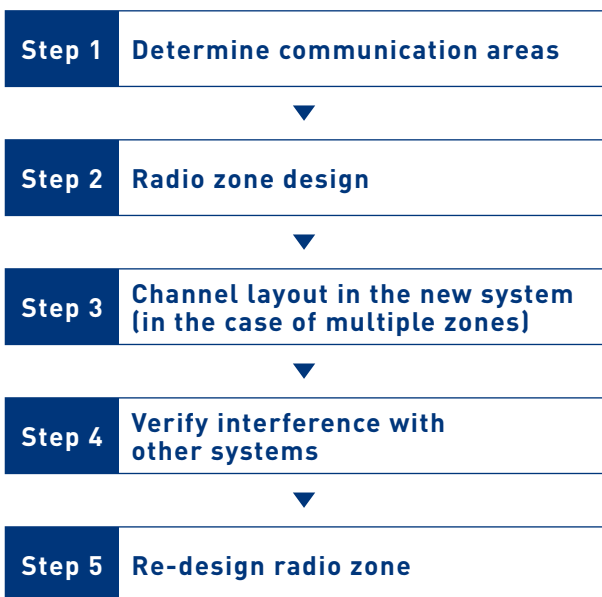 Step 1 Determine communication areas
Step 2 Radio zone design
Step 3 Channel layout in the new system
(in the case of multiple zones)
Step 4 Verify interference with
other systems
Step 5 Re-design radio zone